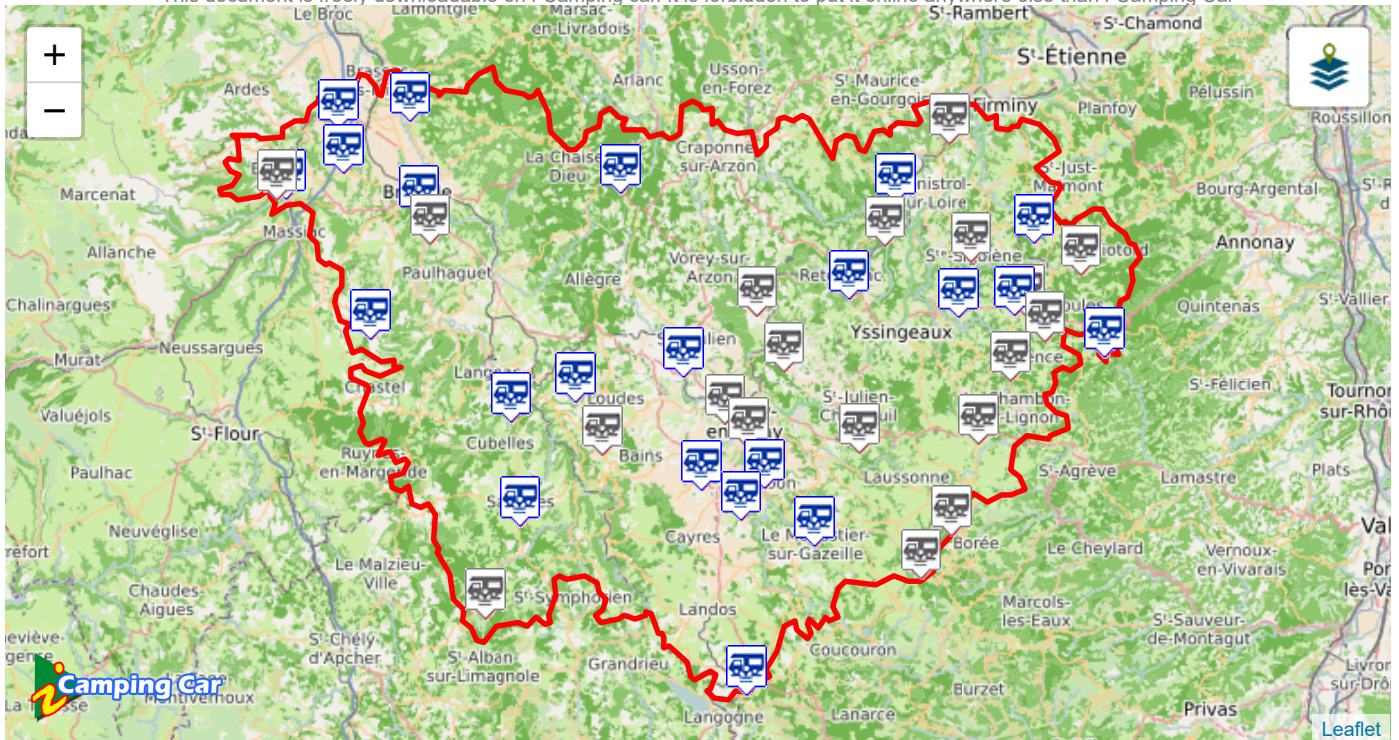 This document is freely downloadable on i-Camping car. It is forbidden to put it online anywhere else than i-Camping Car
Le Broc
Lamontgie
Marsac-
en-Livradois
St-Rambert
St-Chamond
St-Étienne
+
−
Ardes
Arlanc
Usson-
en-Forez
St-Maurice
en-Gourgois
Firminy
Planfoy
Pélussin
Roussillon
La Chaise
Dieu
Craponne
sur-Arzon
St-Just-
Malmont
Bourg-Argental
Marcenat
Massiac
Allanche
Annonay
Paulhaguet
Allègre
Vorey-sur-
Arzon
Chalinargues
Quintenas
St-Vallier
Neussargues
Yssingeaux
Murat
Chastel
Loudes
St-Félicien
Tournon
sur-Rhô
Valuéjols
St-Flour
Cubelles
Bains
St-Julien-
Lignon
Ruynes-
en-Margeride
Paulhac
Laussonne
St-Agrève
Lamastre
Plats
Neuvéglise
Cayres
sur-Gazeille
Borée
Le Cheylard
Vernoux-
en-Vivarais
Le Malzieu-
Ville
St-Symphorien
Landos
Chaudes-
Aigues
Marcols-
les-Eaux
St-Sauveur-
de-Montagut
St-Chély-
d'Apcher
St-Alban-
sur-Limagnole
Grandrieu
Coucouron
Camping Car
Montivernoux
Burzet
Langogne
Lanarce
Privas
Leaflet